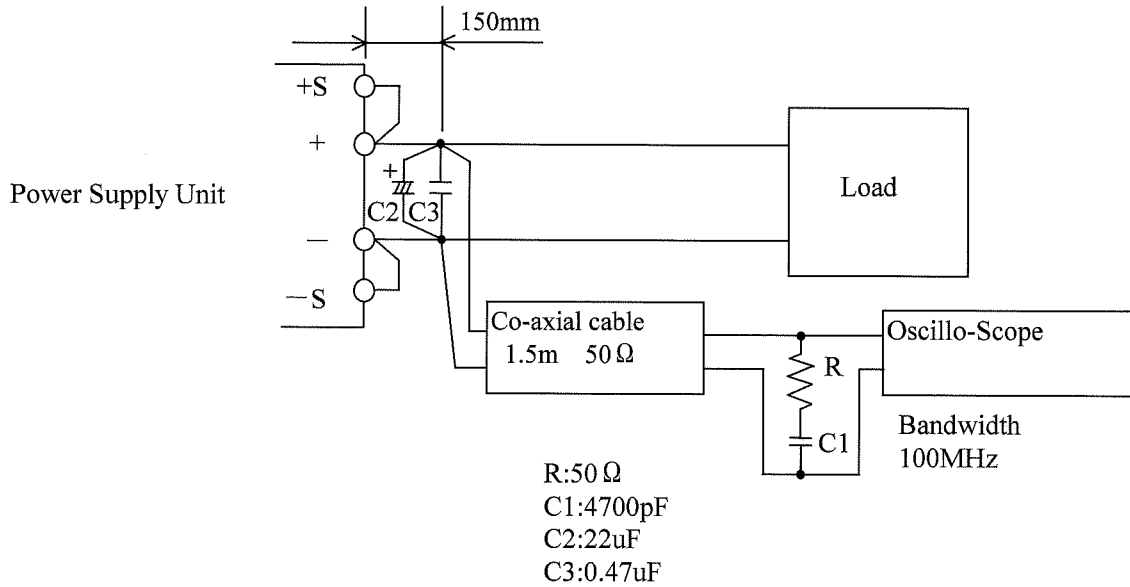 150mm
+S
+
Power Supply Unit
+
C2 C3
Load
—
—S
Co-axial cable
1.5m 50Ω
Oscillo-Scope
R
C1
Bandwidth
100MHz
R:50Ω
C1:4700pF
C2:22uF
C3:0.47uF